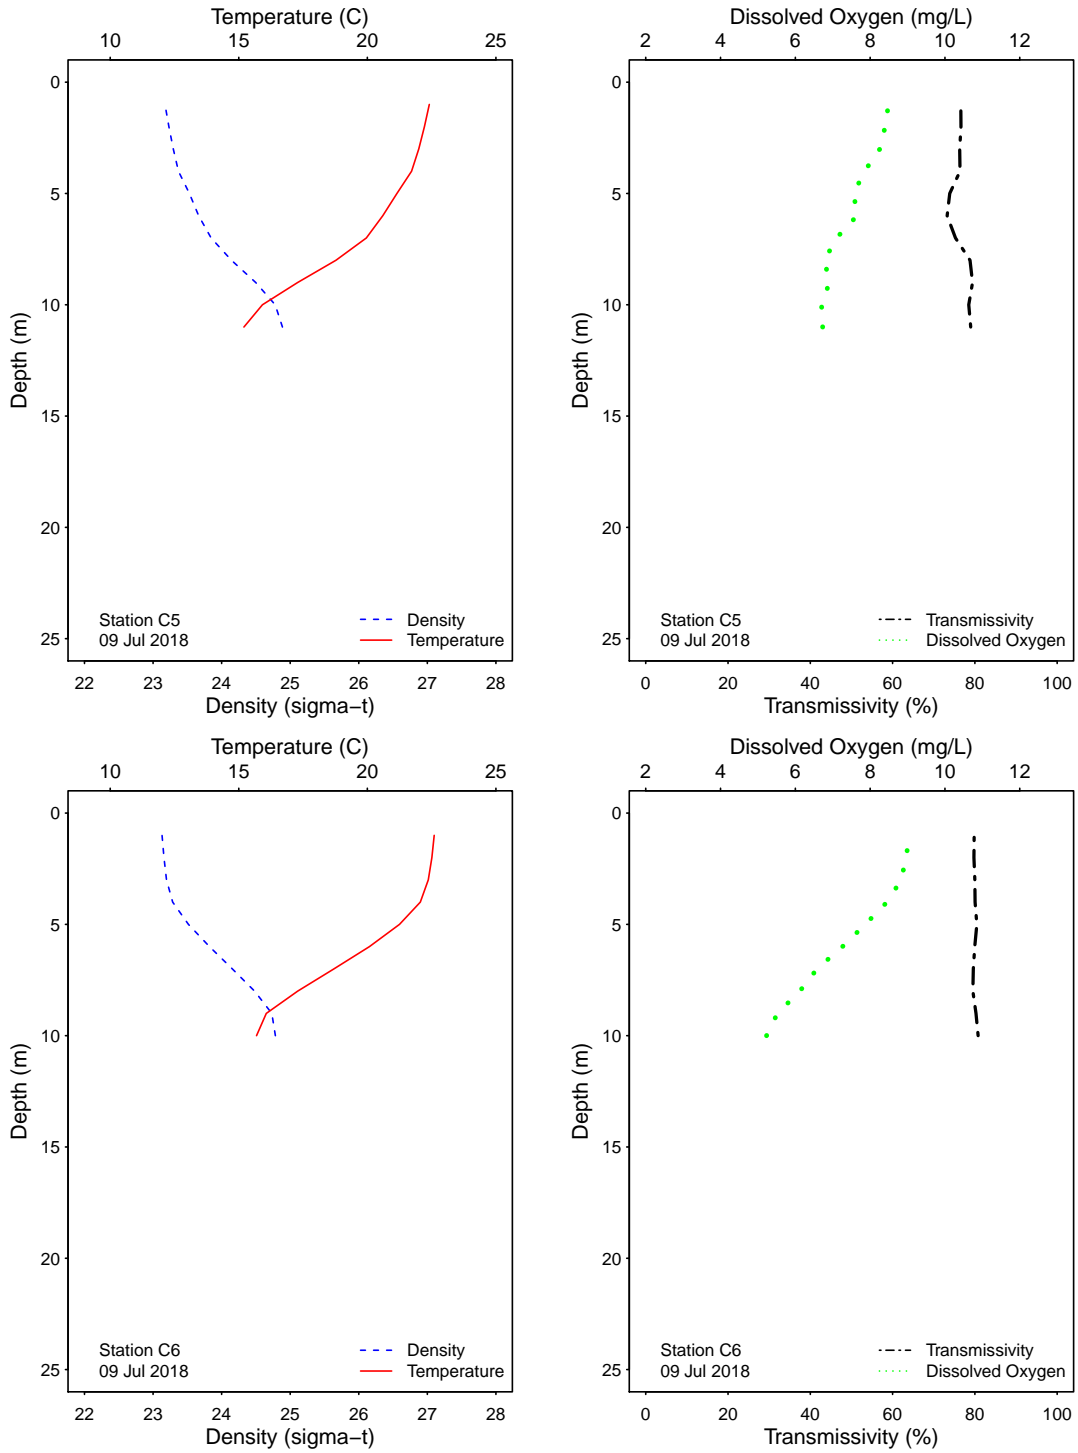 Temperature (C)
10 15 20 25
0
5
10
15
20
25
Depth (m)
Station C5
09 Jul 2018
Density
Temperature
22 23 24 25 26 27 28
Density (sigma−t)
Dissolved Oxygen (mg/L)
2 4 6 8 10 12
0
5
10
15
20
25
Depth (m)
Station C5
09 Jul 2018
Transmissivity
Dissolved Oxygen
0 20 40 60 80 100
Transmissivity (%)
Temperature (C)
10 15 20 25
0
5
10
15
20
25
Depth (m)
Station C6
09 Jul 2018
Density
Temperature
22 23 24 25 26 27 28
Density (sigma−t)
Dissolved Oxygen (mg/L)
2 4 6 8 10 12
0
5
10
15
20
25
Depth (m)
Station C6
09 Jul 2018
Transmissivity
Dissolved Oxygen
0 20 40 60 80 100
Transmissivity (%)